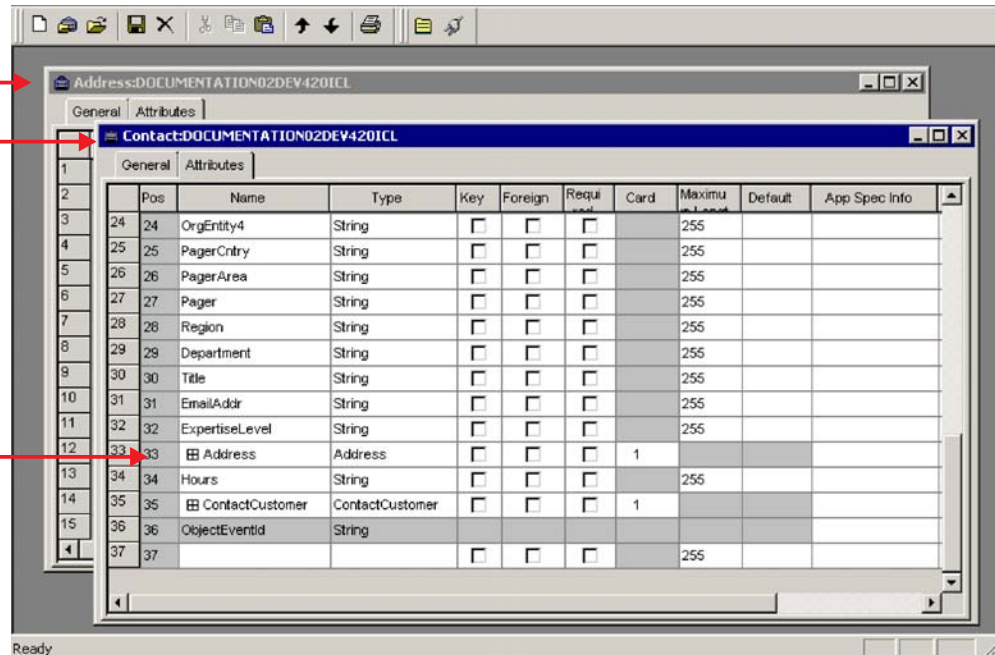 Address:DOCUMENTATION02DEV420ICL
General Attributes
Contact:DOCUMENTATION02DEV420ICL
General Attributes
Pos Name Type Key Foreign Requi Card Maximu Default App Spec Info
1
2
3
4
5
6
7
8
9
10
11
12
13
14
15
24 24 OrgEntity4 String 255
25 25 PagerCntry String 255
26 26 PagerArea String 255
27 27 Pager String 255
28 28 Region String 255
29 29 Department String 255
30 30 Title String 255
31 31 EmailAddr String 255
32 32 ExpertiseLevel String 255
33 33 Address Address 1
34 34 Hours String 255
35 35 ContactCustomer ContactCustomer 1
36 36 ObjectEventId String
37 37 255
Ready